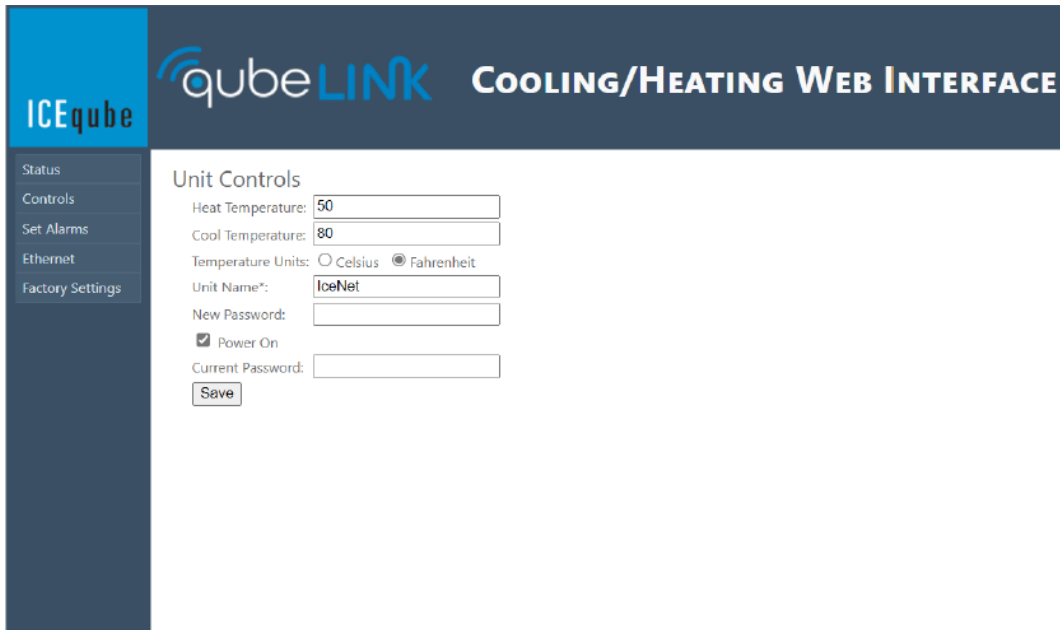 ICEqube
qubeLINK COOLING/HEATING WEB INTERFACE
Status
Controls
Set Alarms
Ethernet
Factory Settings
Unit Controls
Heat Temperature: 50
Cool Temperature: 80
Temperature Units: Celsius Fahrenheit
Unit Name*: IceNet
New Password:
Power On
Current Password:
Save